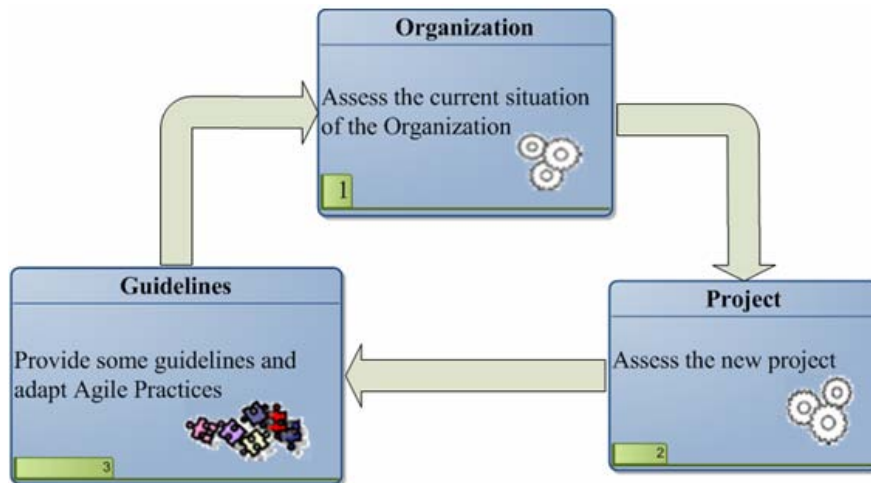 Organization
Assess the current situation
of the Organization
1
Project
Assess the new project
2
Guidelines
Provide some guidelines and
adapt Agile Practices
3